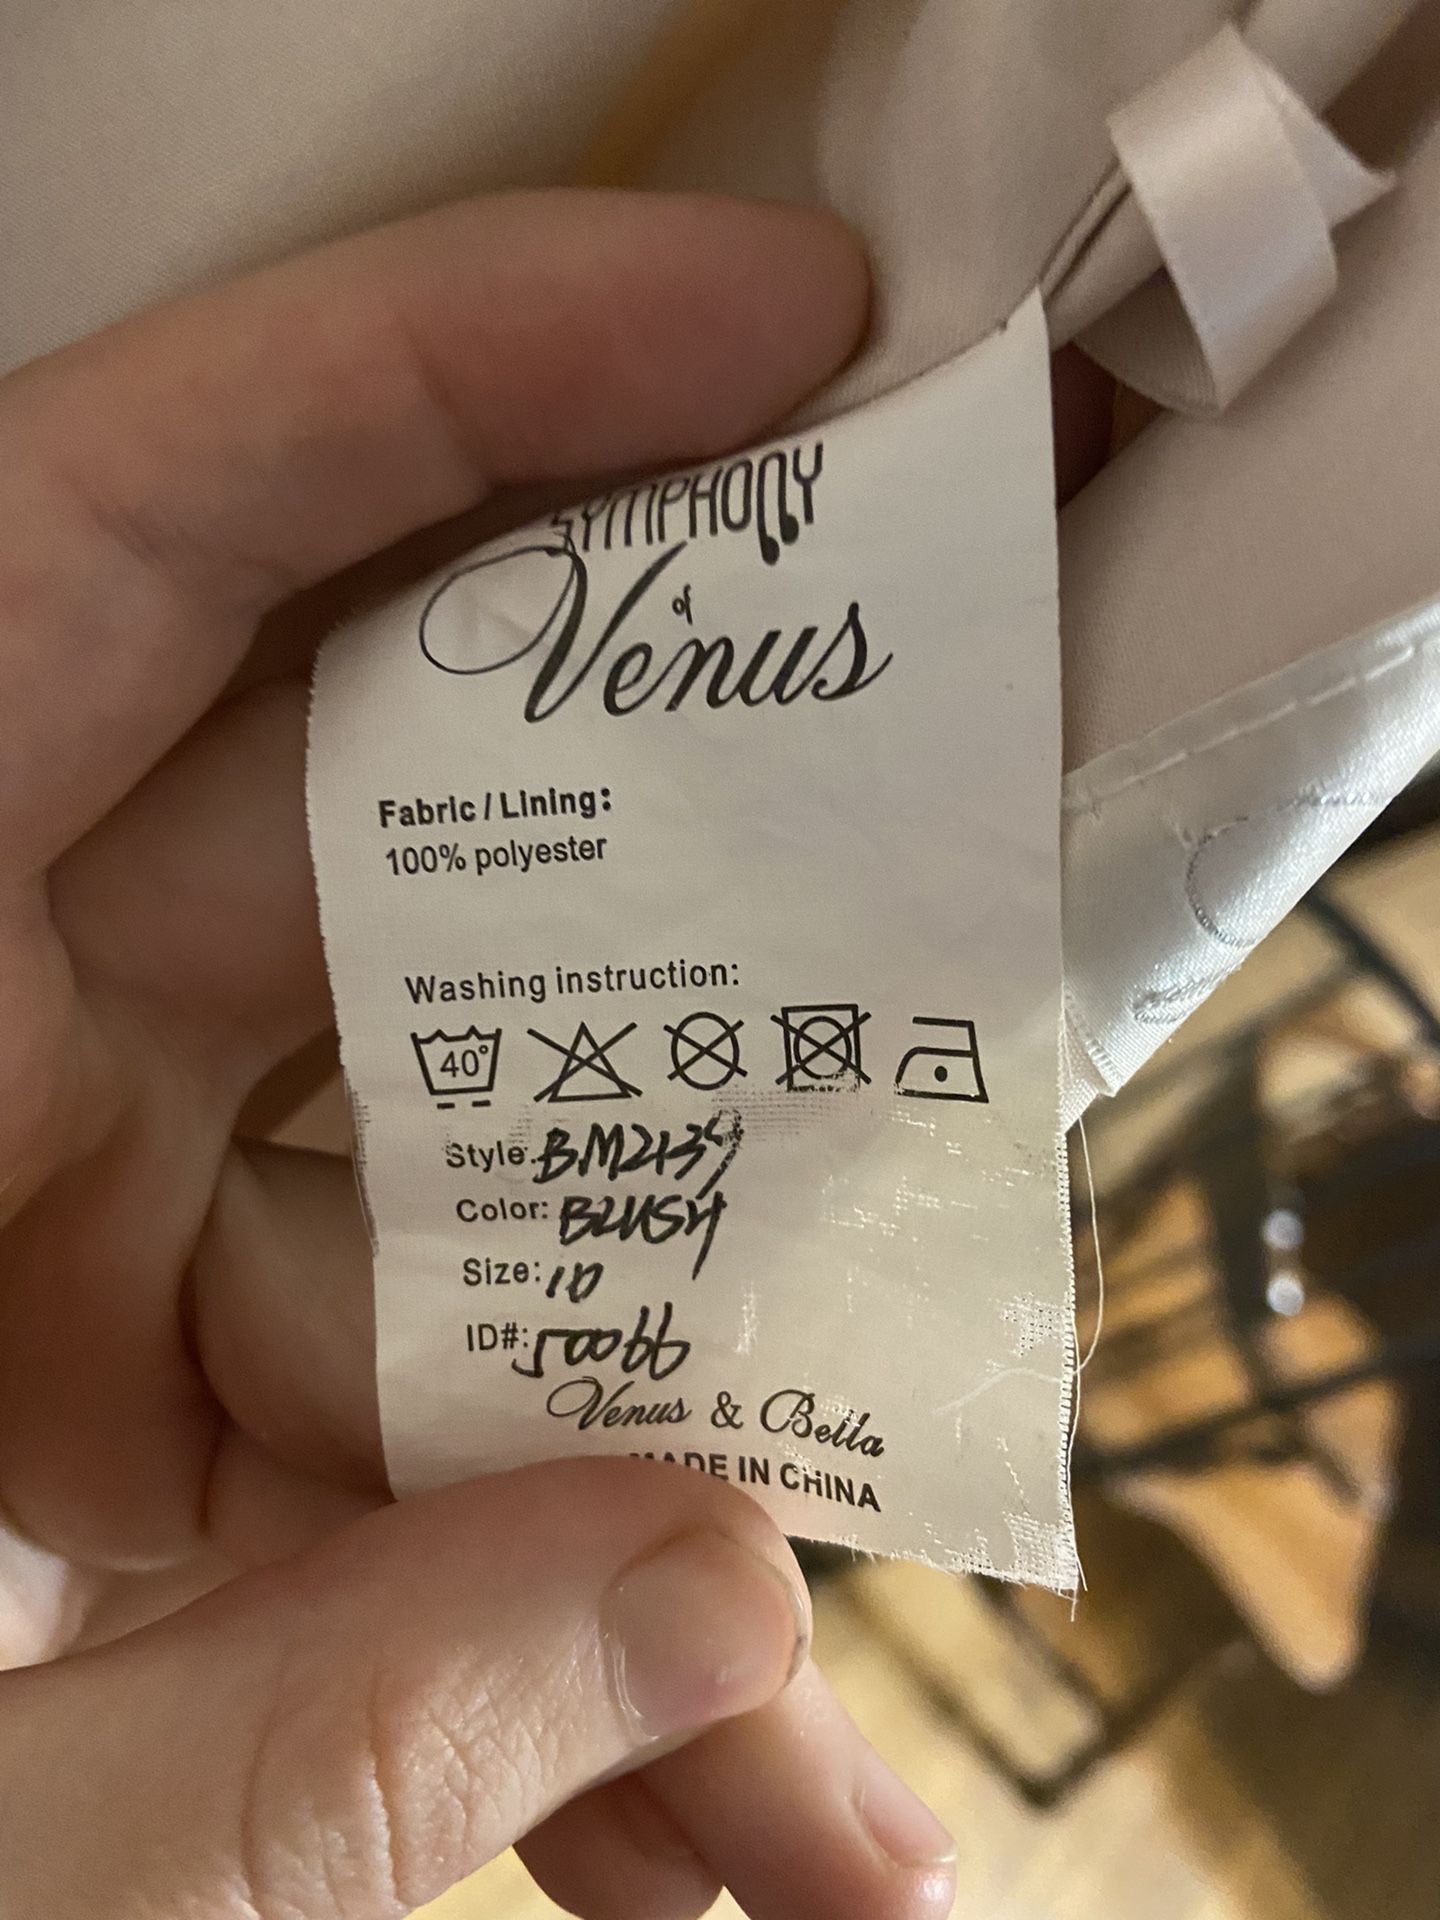 SYMPHONY
of
Venus
Fabric / Lining:
100% polyester
Washing instruction:
40°
Style: BM2139
Color: BLUSH
Size: 10
ID#: 50066
Venus & Bella
MADE IN CHINA